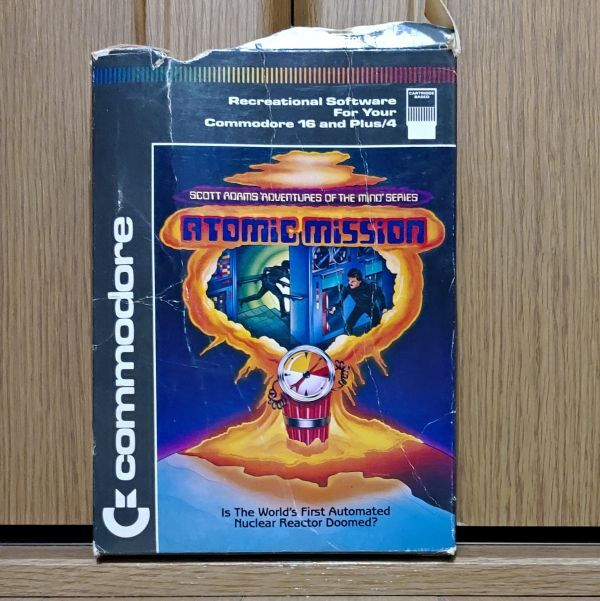 Recreational Software
For Your
Commodore 16 and Plus/4
CARTRIDGE
BASED
SCOTT ADAMS 'ADVENTURES OF THE MIND' SERIES
ATOMIC MISSION
commodore
Is The World's First Automated
Nuclear Reactor Doomed?